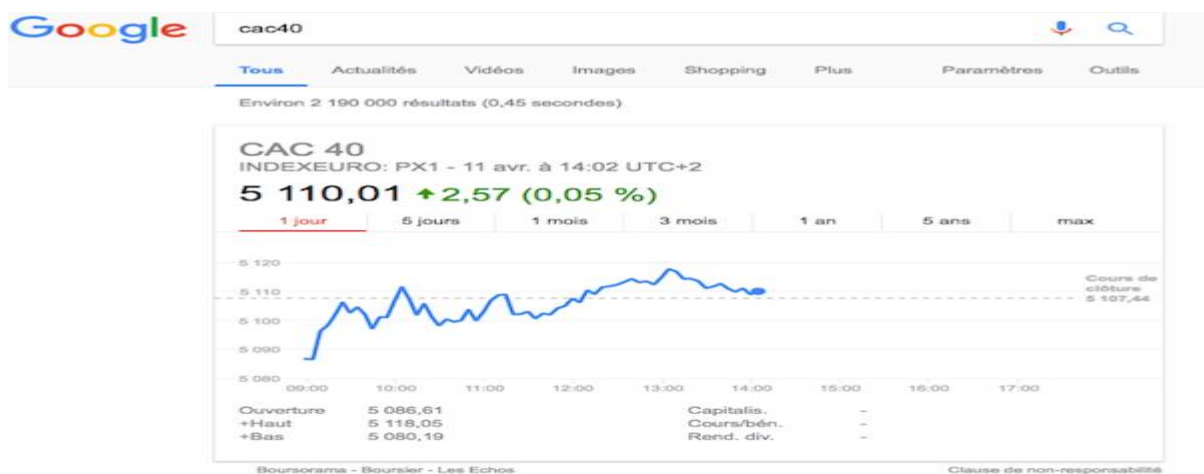 Google cac40
Tous Actualités Vidéos Images Shopping Plus Paramètres Outils
Environ 2 190 000 résultats (0,45 secondes)
CAC 40
INDEXEURO: PX1 - 11 avr. à 14:02 UTC+2
5 110,01 ↑2,57 (0,05 %)
1 jour 5 jours 1 mois 3 mois 1 an 5 ans max
5 120
5 110
5 100
5 090
5 080
Cours de
clôture
5 107,44
09:00 10:00 11:00 12:00 13:00 14:00 15:00 16:00 17:00
Ouverture 5 086,61 Capitalis. -
+Haut 5 118,05 Cours/bén. -
+Bas 5 080,19 Rend. div. -
Boursorama - Boursier - Les Echos Clause de non-responsabilité